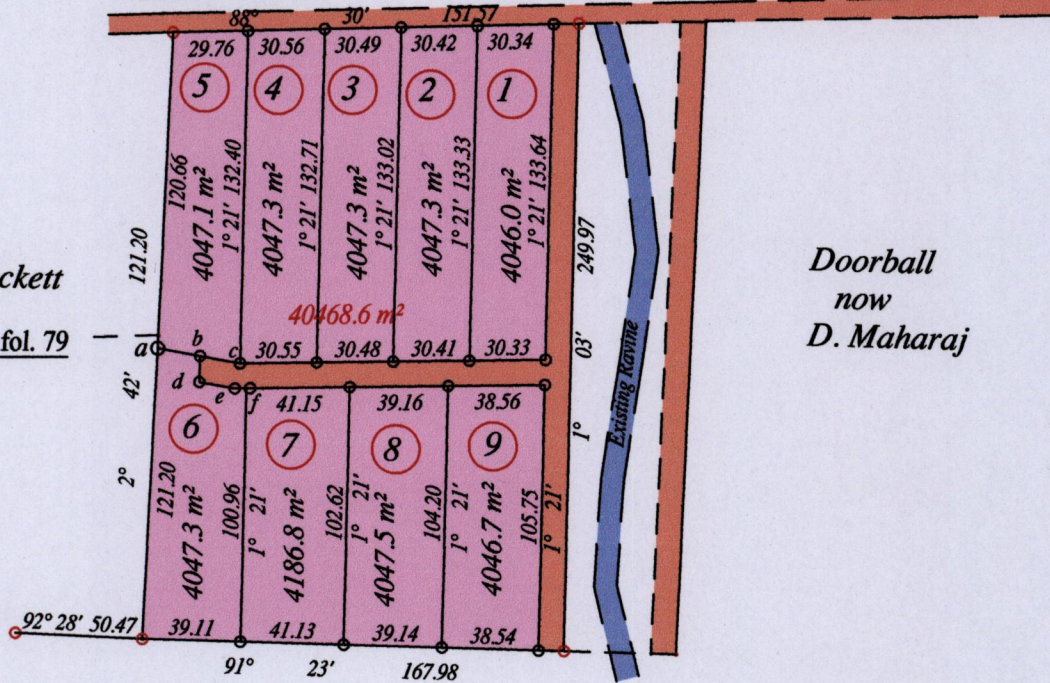 88° 30' 151.57
29.76 30.56 30.49 30.42 30.34
5 4 3 2 1
120.66
4047.1 m²
1° 21' 132.40
4047.3 m²
1° 21' 132.71
4047.3 m²
1° 21' 133.02
4047.3 m²
1° 21' 133.33
4046.0 m²
1° 21' 133.64
121.20
249.97
ckett
fol. 79
Doorball
now
D. Maharaj
40468.6 m²
a b c
30.55 30.48 30.41 30.33
03'
Existing Ravine
42'
d e f
41.15 39.16 38.56
6 7 8 9
1°
2°
121.20
4047.3 m²
100.96
1° 21'
4186.8 m²
102.62
1° 21'
4047.5 m²
104.20
1° 21'
4046.7 m²
105.75
1° 21'
92° 28' 50.47
39.11 41.13 39.14 38.54
91° 23' 167.98